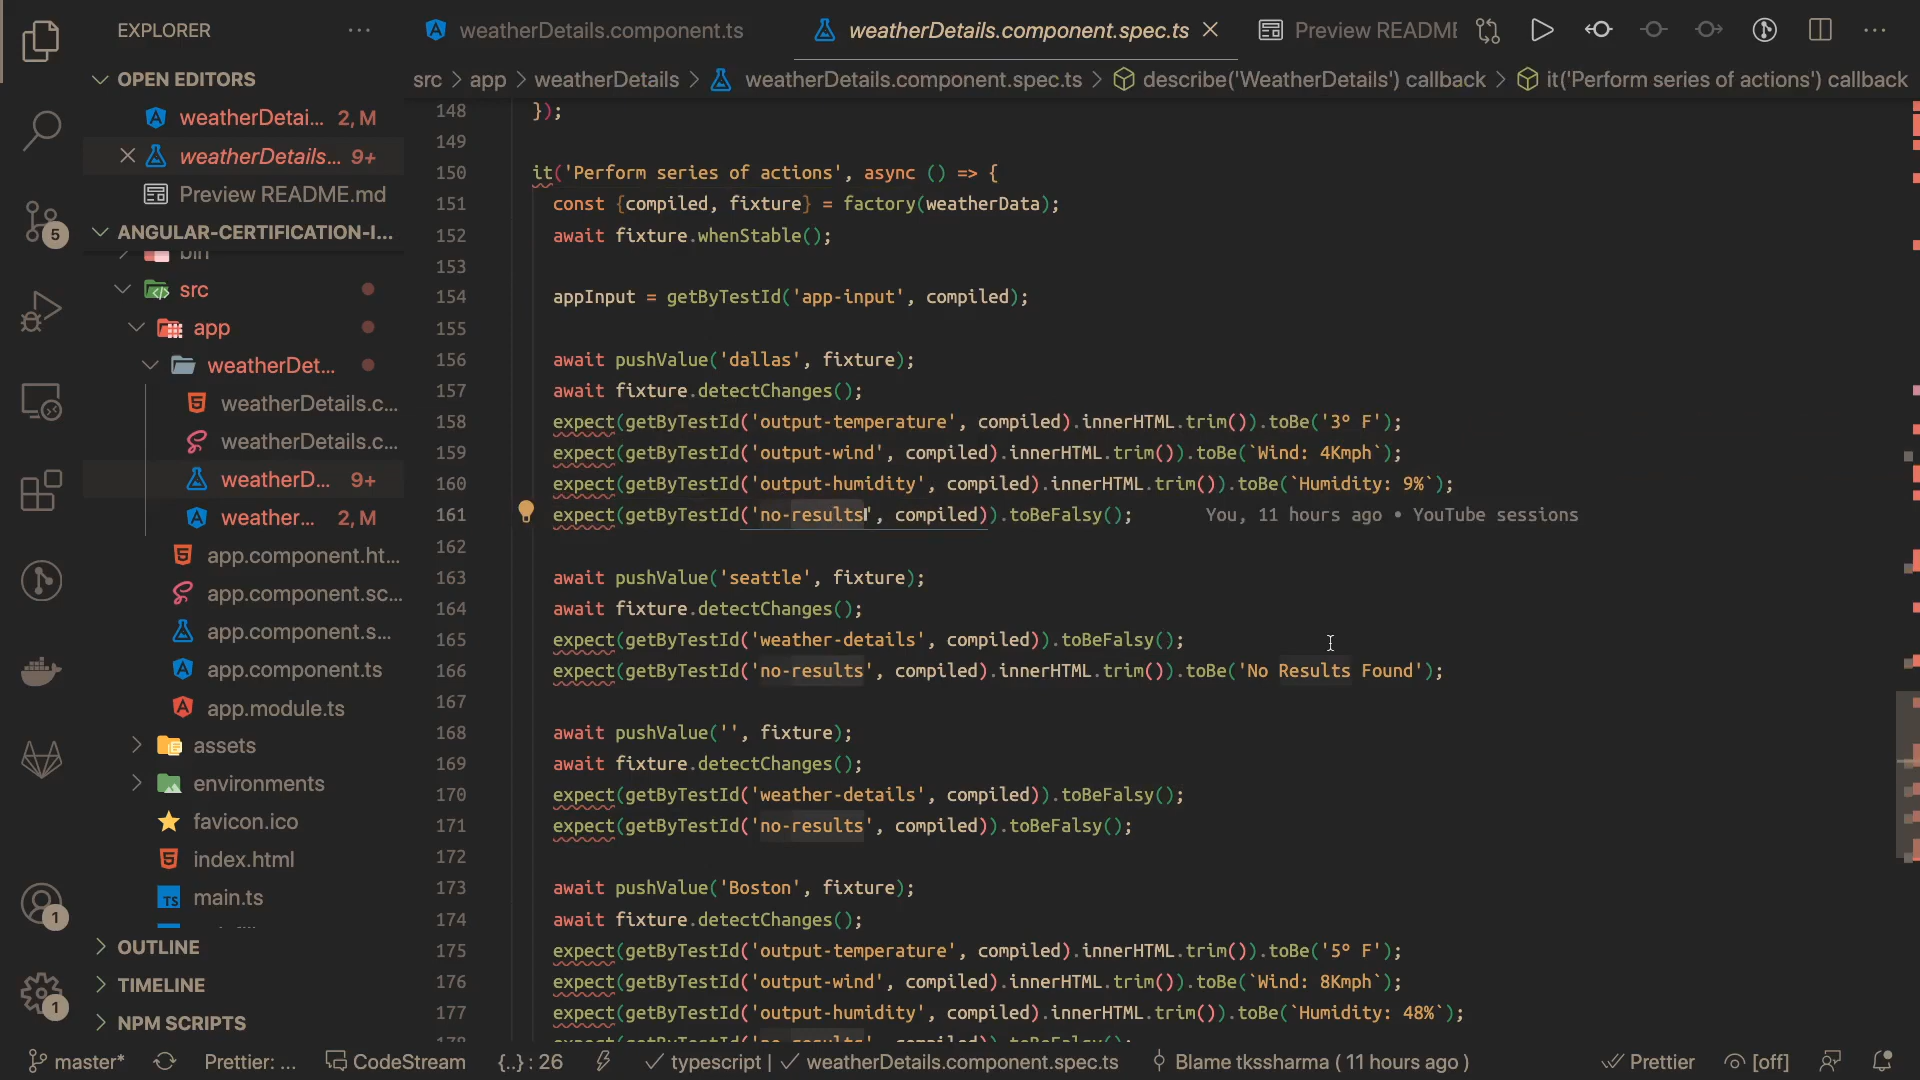 EXPLORER
weatherDetails.component.ts
weatherDetails.component.spec.ts
Preview READM
OPEN EDITORS
src > app > weatherDetails > weatherDetails.component.spec.ts > describe('WeatherDetails') callback > it('Perform series of actions') callback
weatherDetai... 2, M
weatherDetails... 9+
Preview README.md
ANGULAR-CERTIFICATION-I...
bin
src
app
weatherDet...
weatherDetails.c...
weatherDetails.c...
weatherD... 9+
weather... 2, M
app.component.ht...
app.component.sc...
app.component.s...
app.component.ts
app.module.ts
assets
environments
favicon.ico
index.html
TS main.ts
OUTLINE
TIMELINE
NPM SCRIPTS
5
1
1
148 });
149
150 it('Perform series of actions', async () => {
151 const {compiled, fixture} = factory(weatherData);
152 await fixture.whenStable();
153
154 appInput = getByTestId('app-input', compiled);
155
156 await pushValue('dallas', fixture);
157 await fixture.detectChanges();
158 expect(getByTestId('output-temperature', compiled).innerHTML.trim()).toBe('3° F');
159 expect(getByTestId('output-wind', compiled).innerHTML.trim()).toBe(`Wind: 4Kmph`);
160 expect(getByTestId('output-humidity', compiled).innerHTML.trim()).toBe(`Humidity: 9%`);
161 expect(getByTestId('no-results', compiled)).toBeFalsy(); You, 11 hours ago • YouTube sessions
162
163 await pushValue('seattle', fixture);
164 await fixture.detectChanges();
165 expect(getByTestId('weather-details', compiled)).toBeFalsy();
166 expect(getByTestId('no-results', compiled).innerHTML.trim()).toBe('No Results Found');
167
168 await pushValue('', fixture);
169 await fixture.detectChanges();
170 expect(getByTestId('weather-details', compiled)).toBeFalsy();
171 expect(getByTestId('no-results', compiled)).toBeFalsy();
172
173 await pushValue('Boston', fixture);
174 await fixture.detectChanges();
175 expect(getByTestId('output-temperature', compiled).innerHTML.trim()).toBe('5° F');
176 expect(getByTestId('output-wind', compiled).innerHTML.trim()).toBe(`Wind: 8Kmph`);
177 expect(getByTestId('output-humidity', compiled).innerHTML.trim()).toBe(`Humidity: 48%`);
178 expect(getByTestId('no-results', compiled)).toBeFalsy();
master* Prettier: ... CodeStream {..} : 26 typescript | weatherDetails.component.spec.ts Blame tkssharma ( 11 hours ago ) Prettier [off]